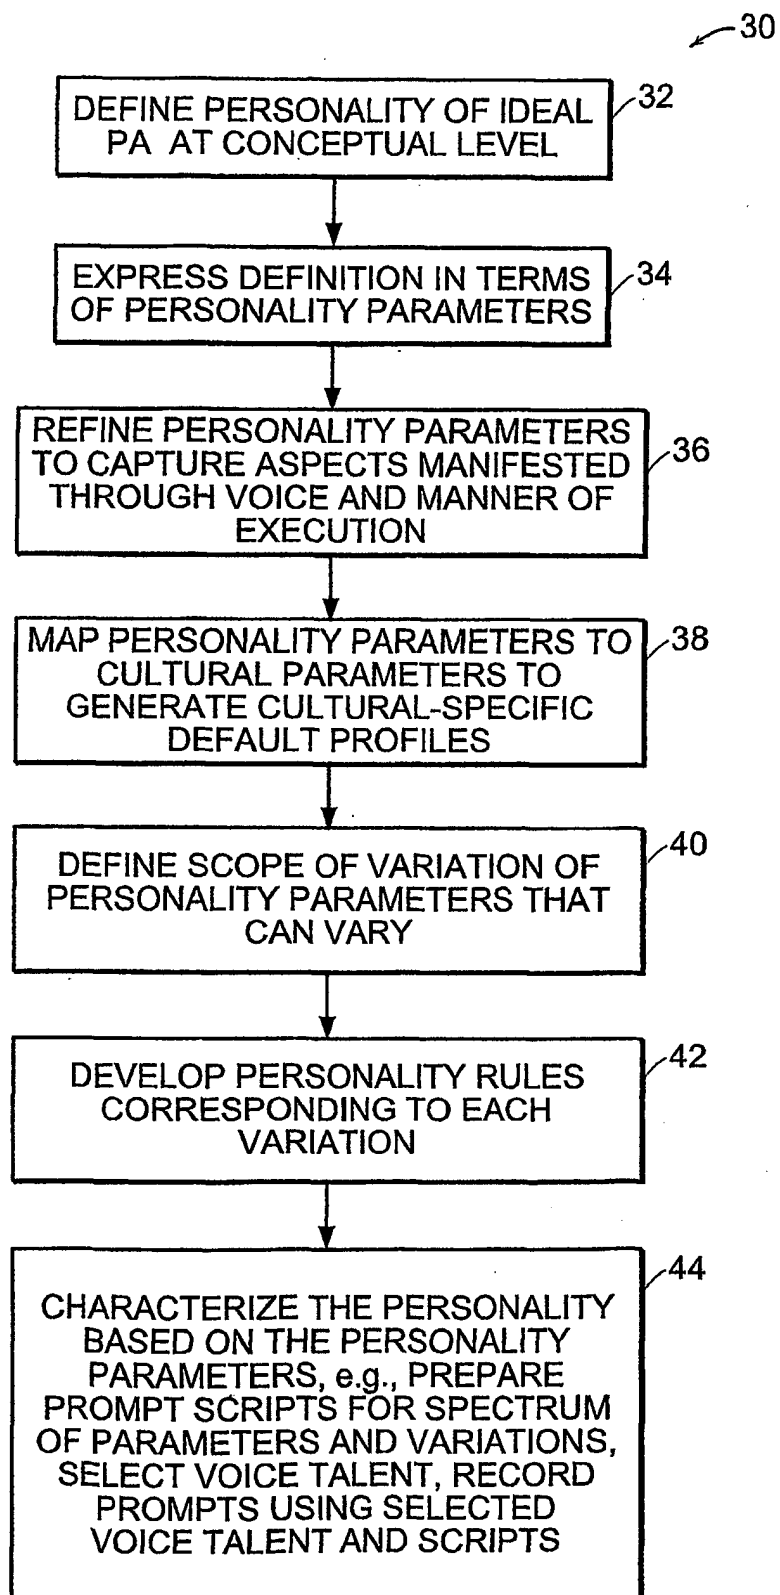 30
DEFINE PERSONALITY OF IDEAL
PA AT CONCEPTUAL LEVEL
32
EXPRESS DEFINITION IN TERMS
OF PERSONALITY PARAMETERS
34
REFINE PERSONALITY PARAMETERS
TO CAPTURE ASPECTS MANIFESTED
THROUGH VOICE AND MANNER OF
EXECUTION
36
MAP PERSONALITY PARAMETERS TO
CULTURAL PARAMETERS TO
GENERATE CULTURAL-SPECIFIC
DEFAULT PROFILES
38
DEFINE SCOPE OF VARIATION OF
PERSONALITY PARAMETERS THAT
CAN VARY
40
DEVELOP PERSONALITY RULES
CORRESPONDING TO EACH
VARIATION
42
CHARACTERIZE THE PERSONALITY
BASED ON THE PERSONALITY
PARAMETERS, e.g., PREPARE
PROMPT SCRIPTS FOR SPECTRUM
OF PARAMETERS AND VARIATIONS,
SELECT VOICE TALENT, RECORD
PROMPTS USING SELECTED
VOICE TALENT AND SCRIPTS
44